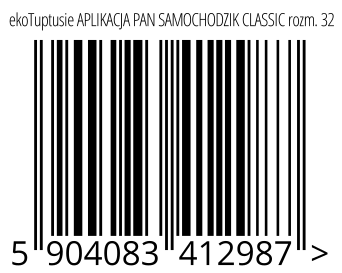 ekoTuptusie APLIKACJA PAN SAMOCHODZIK CLASSIC rozm. 32
5 904083 412987 >